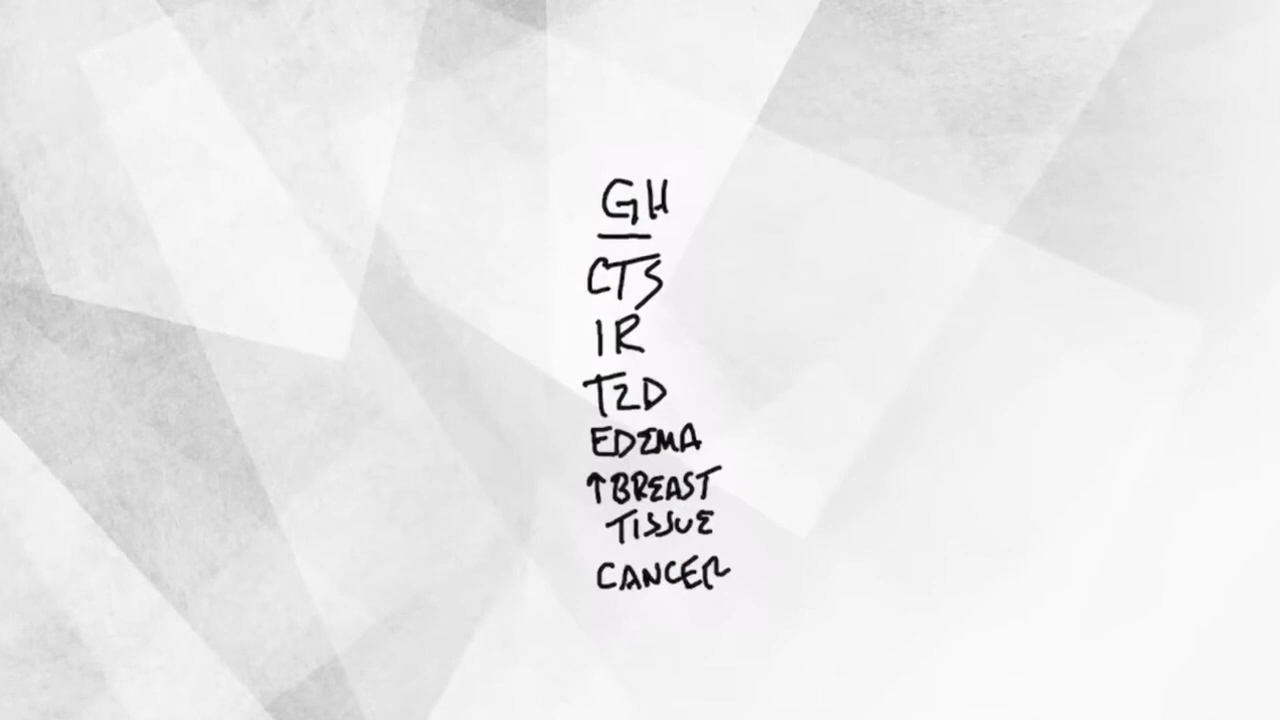 GH
CTS
IR
T2D
EDEMA
↑BREAST
TISSUE
CANCER